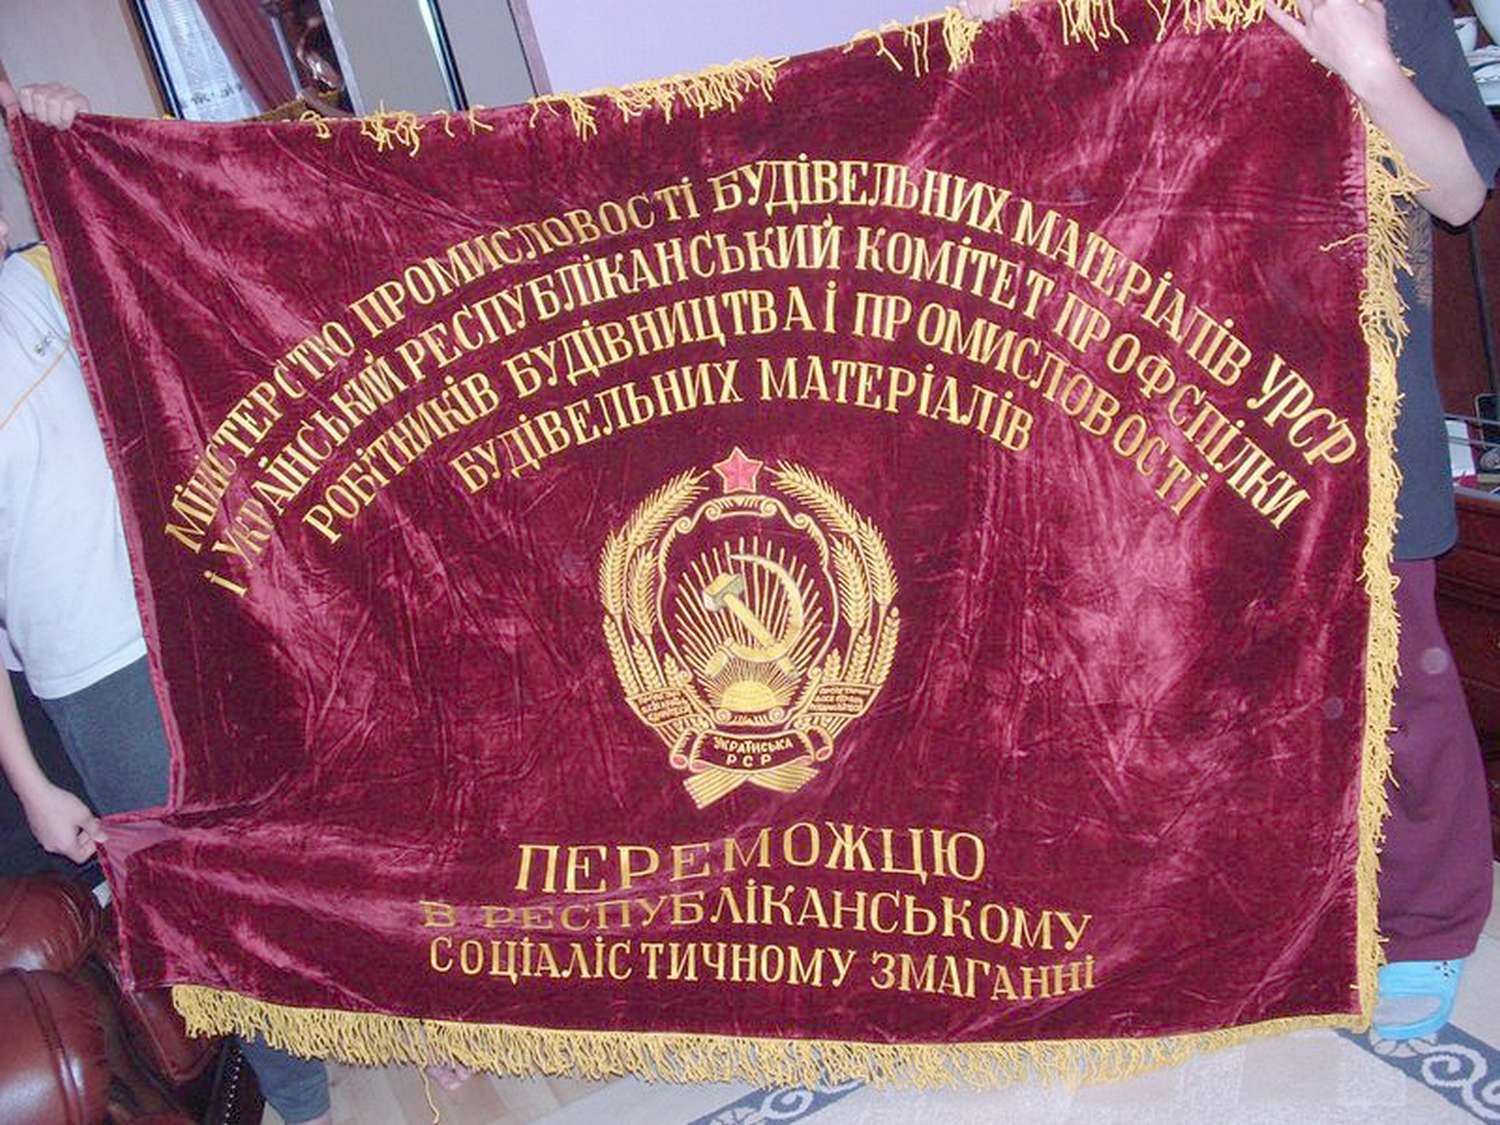 МІНІСТЕРСТВО ПРОМИСЛОВОСТІ БУДІВЕЛЬНИХ МАТЕРІАЛІВ УРСР
І УКРАЇНСЬКИЙ РЕСПУБЛІКАНСЬКИЙ КОМІТЕТ ПРОФСПІЛКИ
РОБІТНИКІВ БУДІВНИЦТВА І ПРОМИСЛОВОСТІ
БУДІВЕЛЬНИХ МАТЕРІАЛІВ
УКРАЇНСЬКА
РСР
ПЕРЕМОЖЦЮ
В РЕСПУБЛІКАНСЬКОМУ
СОЦІАЛІСТИЧНОМУ ЗМАГАННІ